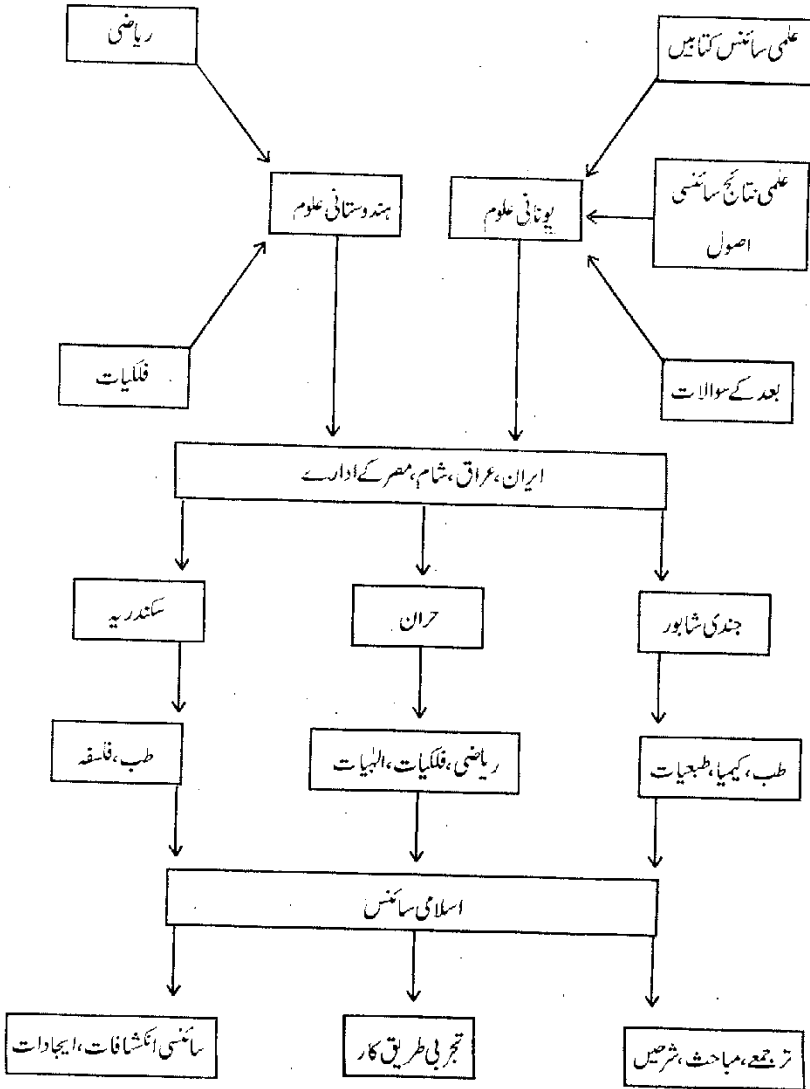 علمی سائنس کتابیں
ریاضی
علمی نتائج سائنسی
اصول
یونانی علوم
ہندوستانی علوم
بعد کے سوالات
فلکیات
ایران، عراق، شام، مصر کے ادارے
جندی شاپور
حران
سکندریہ
طب، کیمیا، طبعیات
ریاضی، فلکیات، الہٰیات
طب، فلسفہ
اسلامی سائنس
ترجمے، مباحث، شرحیں
تجربی طریق کار
سائنسی انکشافات، ایجادات